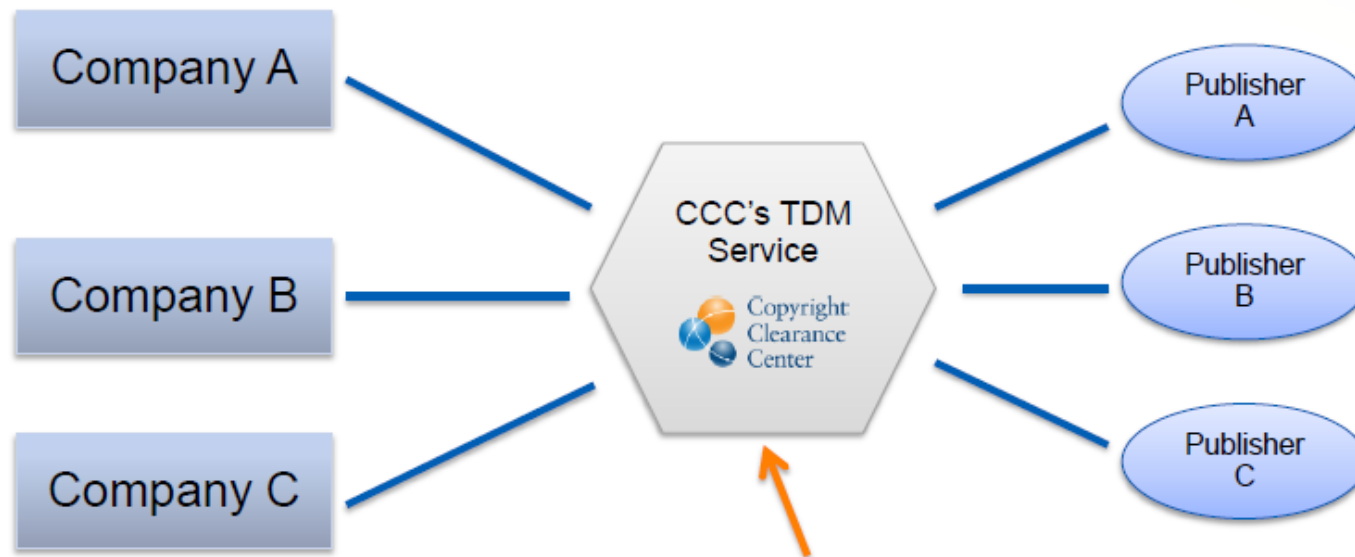 Company A
Company B
Company C
CCC's TDM
Service
Copyright
Clearance
Center
Publisher
A
Publisher
B
Publisher
C